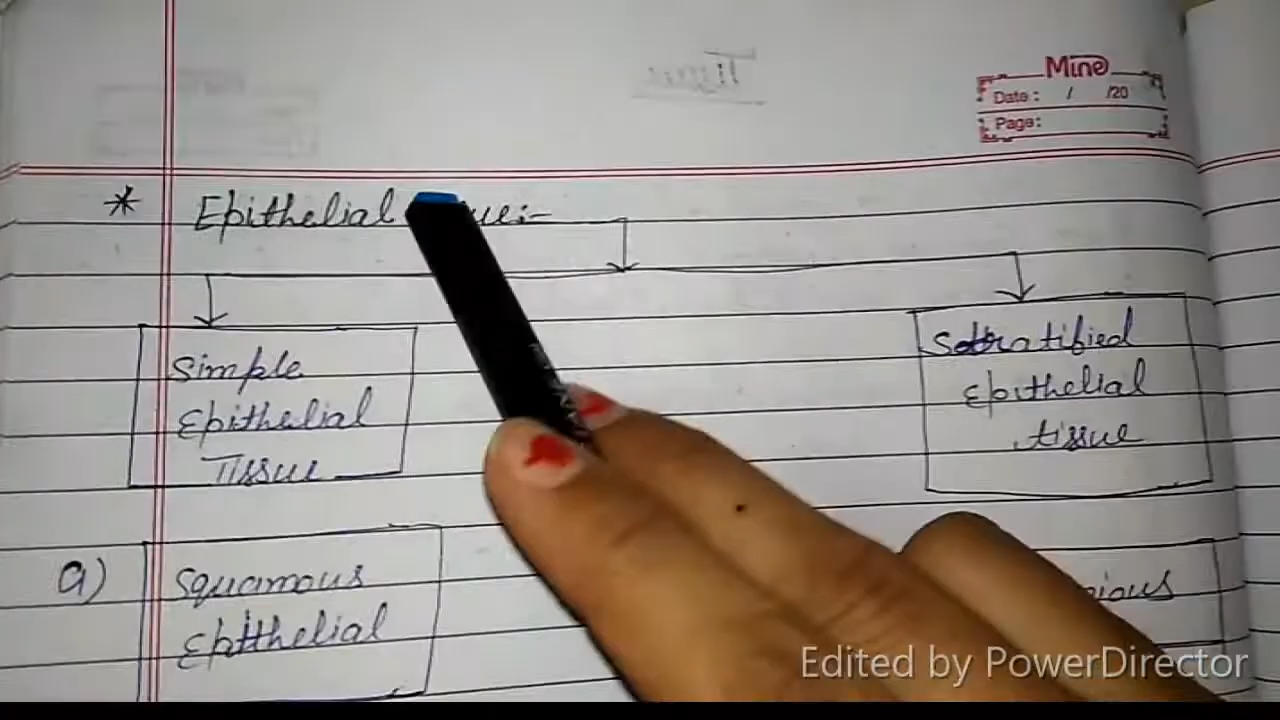 Mine
Date: / /20
Page:
* Epithelial
Simple
Epithelial
Tissue
Stratified
Epithelial
tissue
a) Squamous
Epithelial
Edited by PowerDirector